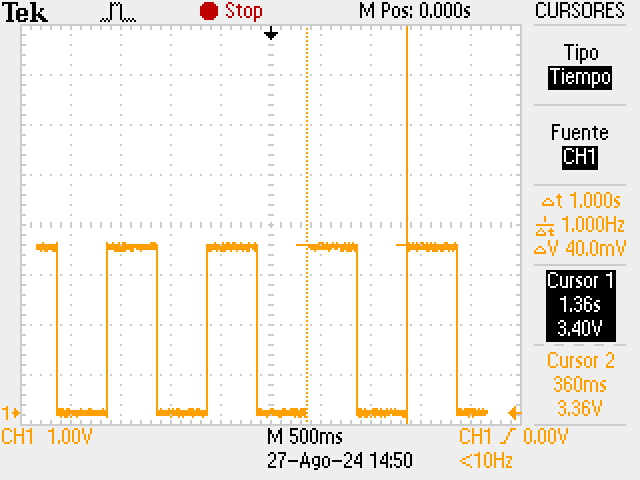 Tek Stop M Pos: 0.000s CURSORES
Tipo
Tiempo
Fuente
CH1
Δt 1.000s
1/Δt 1.000Hz
ΔV 40.0mV
Cursor 1
1.36s
3.40V
Cursor 2
360ms
3.36V
1
CH1 1.00V M 500ms CH1 0.00V
27-Ago-24 14:50 <10Hz